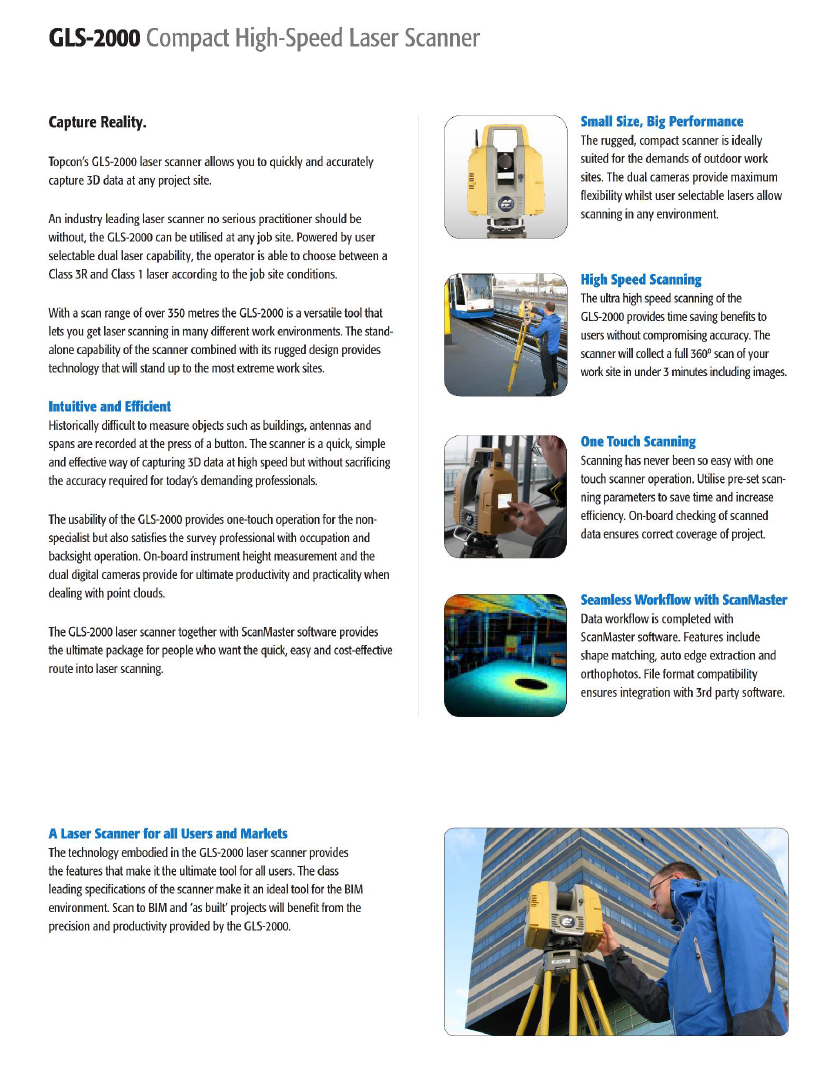 GLS-2000 Compact High-Speed Laser Scanner
Capture Reality.
Topcon's GLS-2000 laser scanner allows you to quickly and accurately
capture 3D data at any project site.
An industry leading laser scanner no serious practitioner should be
without, the GLS-2000 can be utilised at any job site. Powered by user
selectable dual laser capability, the operator is able to choose between a
Class 3R and Class 1 laser according to the job site conditions.
With a scan range of over 350 metres the GLS-2000 is a versatile tool that
lets you get laser scanning in many different work environments. The stand-
alone capability of the scanner combined with its rugged design provides
technology that will stand up to the most extreme work sites.
Intuitive and Efficient
Historically difficult to measure objects such as buildings, antennas and
spans are recorded at the press of a button. The scanner is a quick, simple
and effective way of capturing 3D data at high speed but without sacrificing
the accuracy required for today's demanding professionals.
The usability of the GLS-2000 provides one-touch operation for the non-
specialist but also satisfies the survey professional with occupation and
backsight operation. On-board instrument height measurement and the
dual digital cameras provide for ultimate productivity and practicality when
dealing with point clouds.
The GLS-2000 laser scanner together with ScanMaster software provides
the ultimate package for people who want the quick, easy and cost-effective
route into laser scanning.
Small Size, Big Performance
The rugged, compact scanner is ideally
suited for the demands of outdoor work
sites. The dual cameras provide maximum
flexibility whilst user selectable lasers allow
scanning in any environment.
High Speed Scanning
The ultra high speed scanning of the
GLS-2000 provides time saving benefits to
users without compromising accuracy. The
scanner will collect a full 360º scan of your
work site in under 3 minutes including images.
One Touch Scanning
Scanning has never been so easy with one
touch scanner operation. Utilise pre-set scan-
ning parameters to save time and increase
efficiency. On-board checking of scanned
data ensures correct coverage of project.
Seamless Workflow with ScanMaster
Data workflow is completed with
ScanMaster software. Features include
shape matching, auto edge extraction and
orthophotos. File format compatibility
ensures integration with 3rd party software.
A Laser Scanner for all Users and Markets
The technology embodied in the GLS-2000 laser scanner provides
the features that make it the ultimate tool for all users. The class
leading specifications of the scanner make it an ideal tool for the BIM
environment. Scan to BIM and 'as built' projects will benefit from the
precision and productivity provided by the GLS-2000.